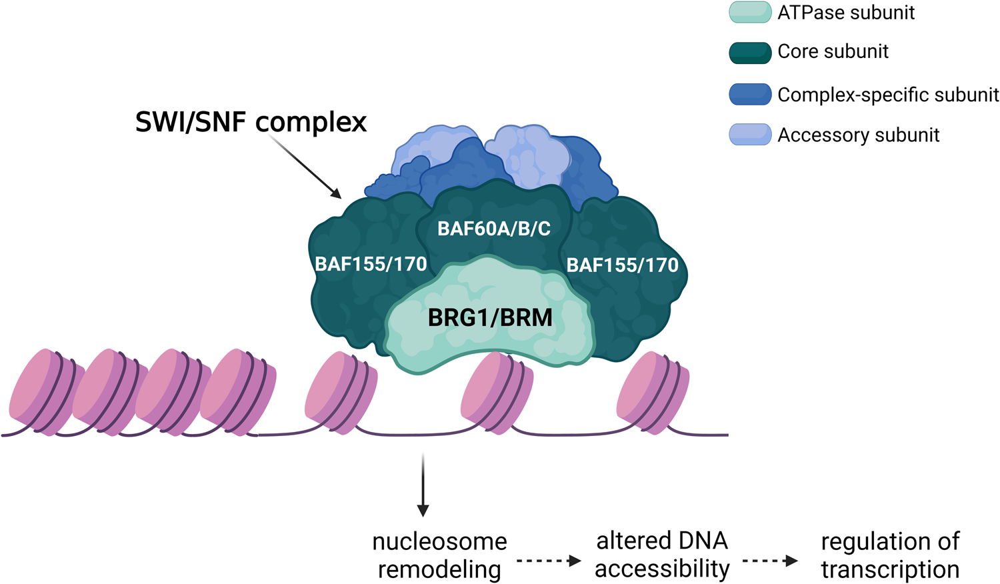 ATPase subunit
Core subunit
Complex-specific subunit
Accessory subunit
SWI/SNF complex
BAF60A/B/C
BAF155/170
BAF155/170
BRG1/BRM
nucleosome
remodeling
altered DNA
accessibility
regulation of
transcription